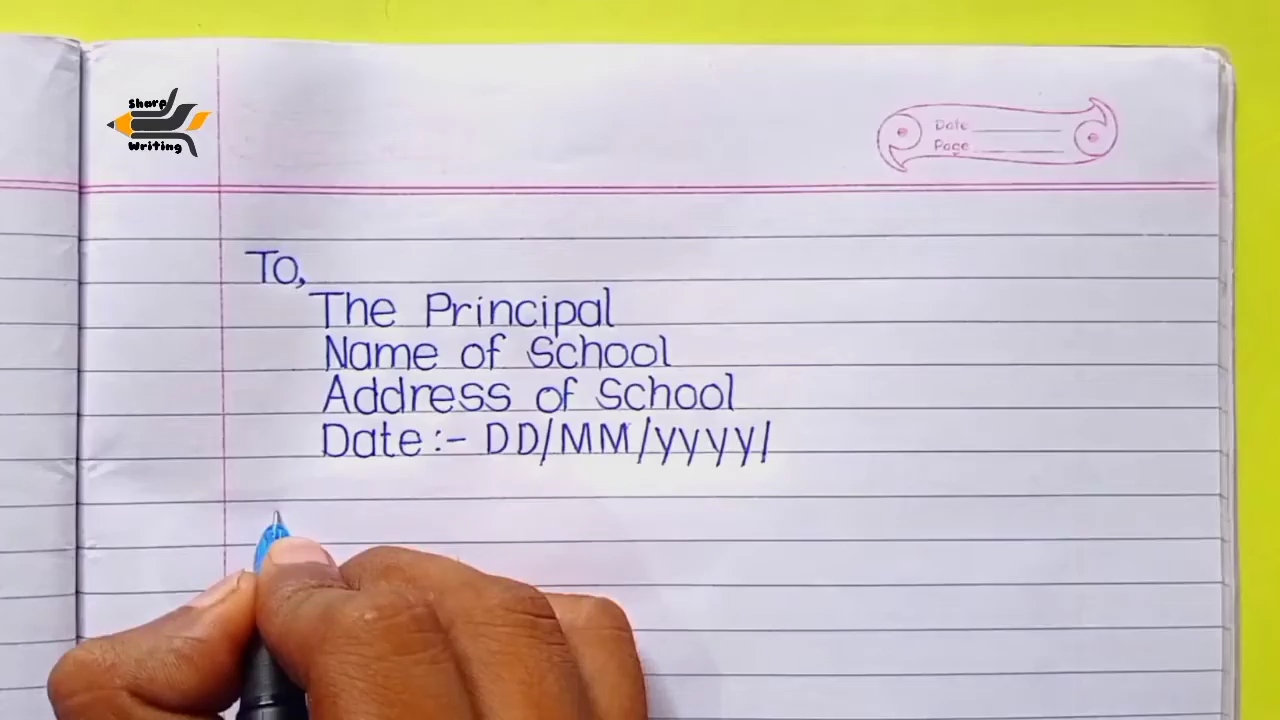 Sharp
Writing
Date
Page
To,
The Principal
Name of School
Address of School
Date :- DD/MM/yyyy/